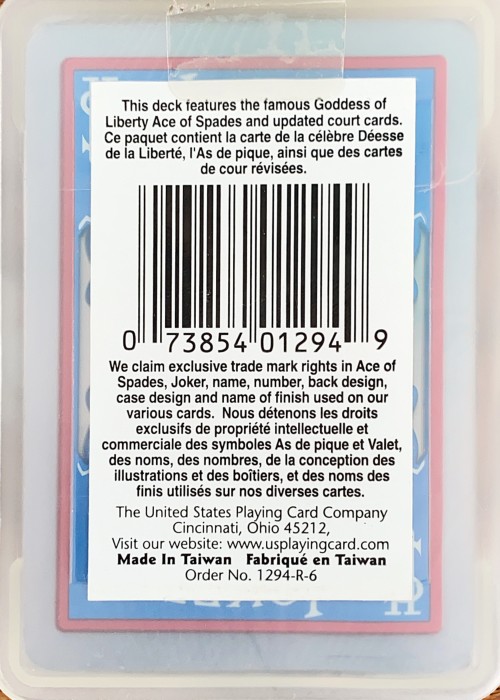 This deck features the famous Goddess of
Liberty Ace of Spades and updated court cards.
Ce paquet contient la carte de la célèbre Déesse
de la Liberté, l'As de pique, ainsi que des cartes
de cour révisées.
0 73854 01294 9
We claim exclusive trade mark rights in Ace of
Spades, Joker, name, number, back design,
case design and name of finish used on our
various cards. Nous détenons les droits
exclusifs de propriété intellectuelle et
commerciale des symboles As de pique et Valet,
des noms, des nombres, de la conception des
illustrations et des boîtiers, et des noms des
finis utilisés sur nos diverses cartes.
The United States Playing Card Company
Cincinnati, Ohio 45212,
Visit our website: www.usplayingcard.com
Made In Taiwan Fabriqué en Taiwan
Order No. 1294-R-6